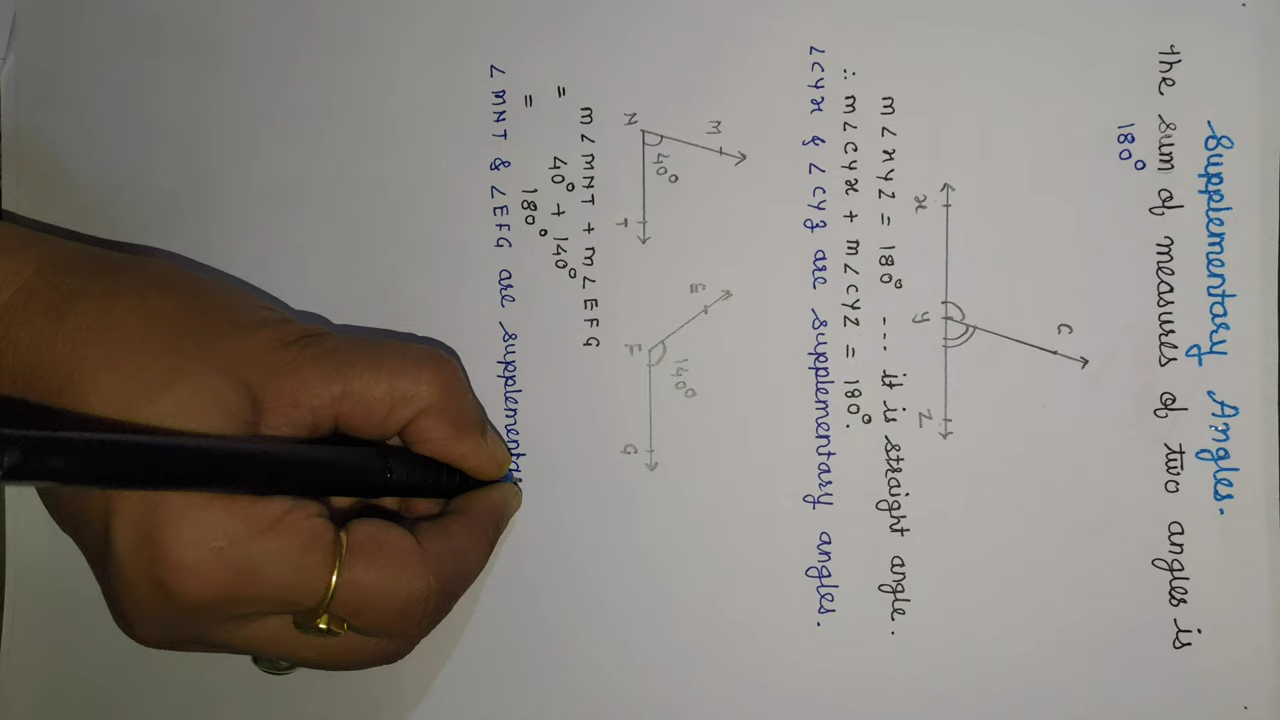 Supplementary Angles.
The sum of measures of two angles is
180°
C
x y Z
m∠xyz = 180° --- it is straight angle.
∴ m∠cyx + m∠cyz = 180°.
∠cyx & ∠cyz are supplementary angles.
M E
40° 140°
N T F G
m∠MNT + m∠EFG
= 40° + 140°
= 180°
∠MNT & ∠EFG are supplementa